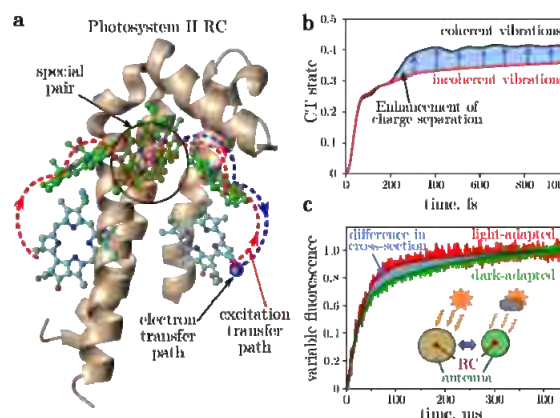 a
Photosystem II RC
special
pair
electron
transfer
path
excitation
transfer
path
b
CT state
0.5
0.4
0.3
0.2
0.1
0
0
200
400
600
800
coherent vibrations
incoherent vibrations
Enhancement of
charge separation
time, fs
c
variable fluorescence
1.0
0.8
0.6
0.4
0.2
0
0
100
200
300
400
difference in
cross-section
light-adapted
dark-adapted
RC
antenna
time, ms